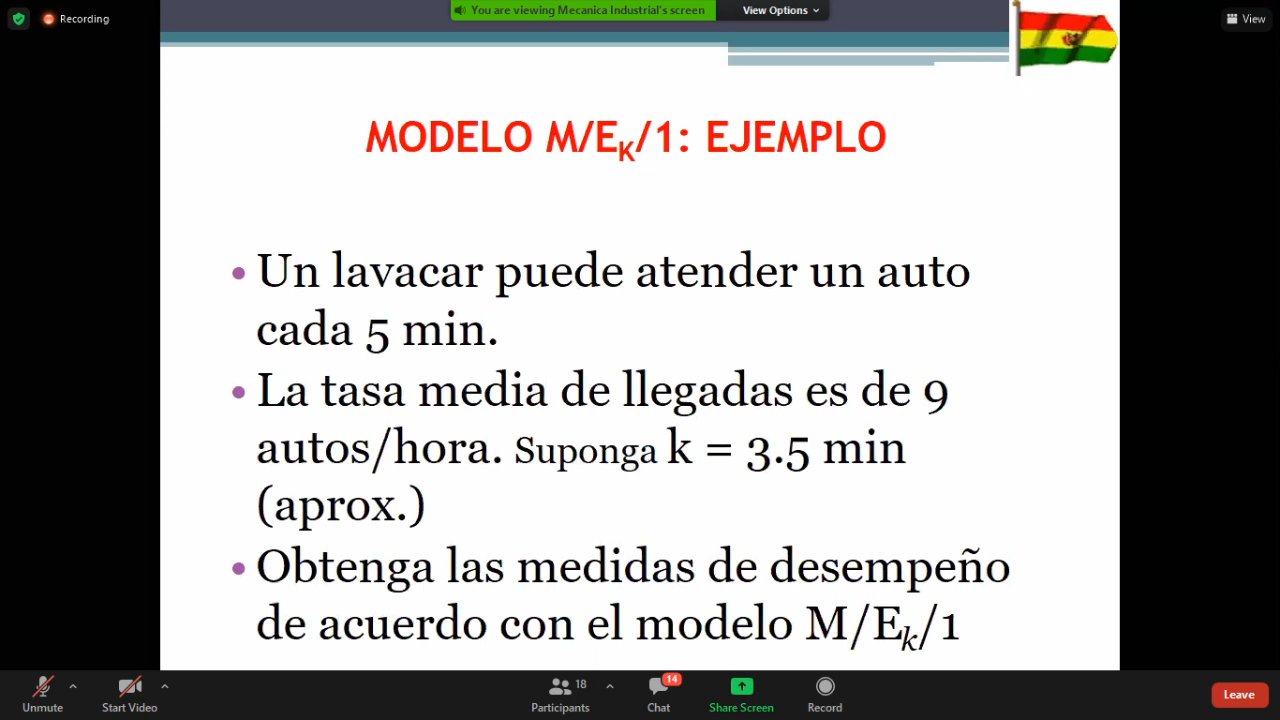 Recording
You are viewing Mecanica Industrial's screen
View Options
View
MODELO M/EK/1: EJEMPLO
• Un lavacar puede atender un auto
cada 5 min.
• La tasa media de llegadas es de 9
autos/hora. Suponga k = 3.5 min
(aprox.)
• Obtenga las medidas de desempeño
de acuerdo con el modelo M/Ek/1
Unmute
Start Video
18
Participants
14
Chat
Share Screen
Record
Leave